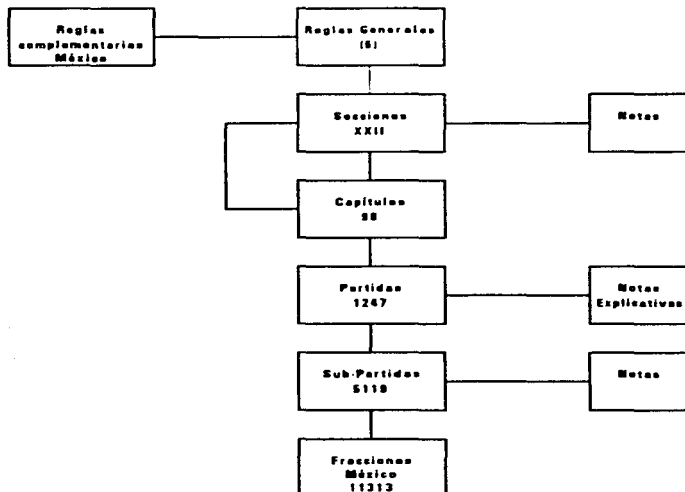 Reglas
complementarias
México
Reglas Generales
(6)
Secciones
XXII
Notas
Capítulos
98
Partidas
1247
Notas
Explicativas
Sub-Partidas
5119
Notas
Fracciones
México
11313